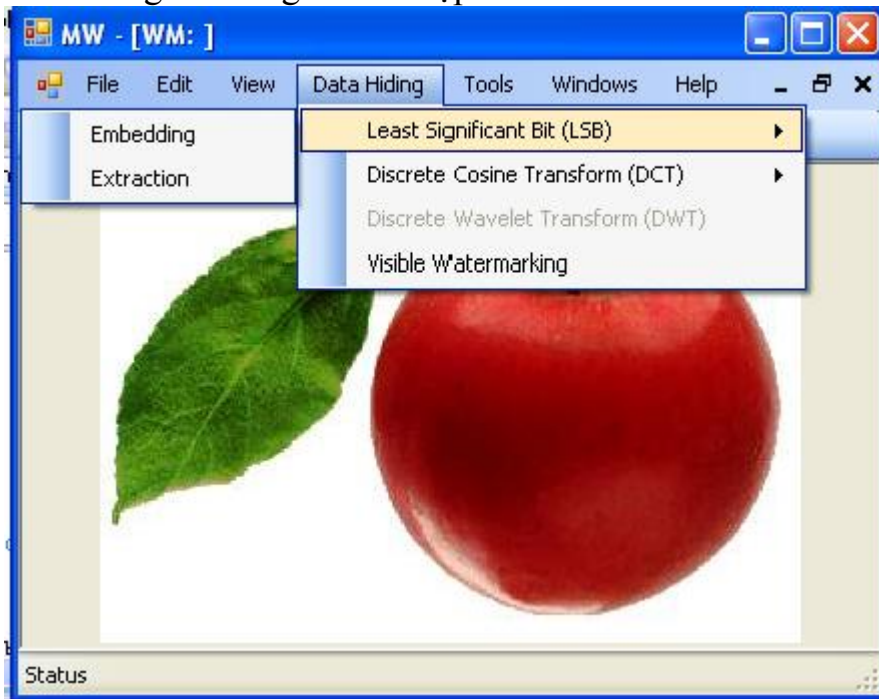 MW - [WM: ]
File Edit View Data Hiding Tools Windows Help
Embedding
Extraction
Least Significant Bit (LSB)
Discrete Cosine Transform (DCT)
Discrete Wavelet Transform (DWT)
Visible Watermarking
Status